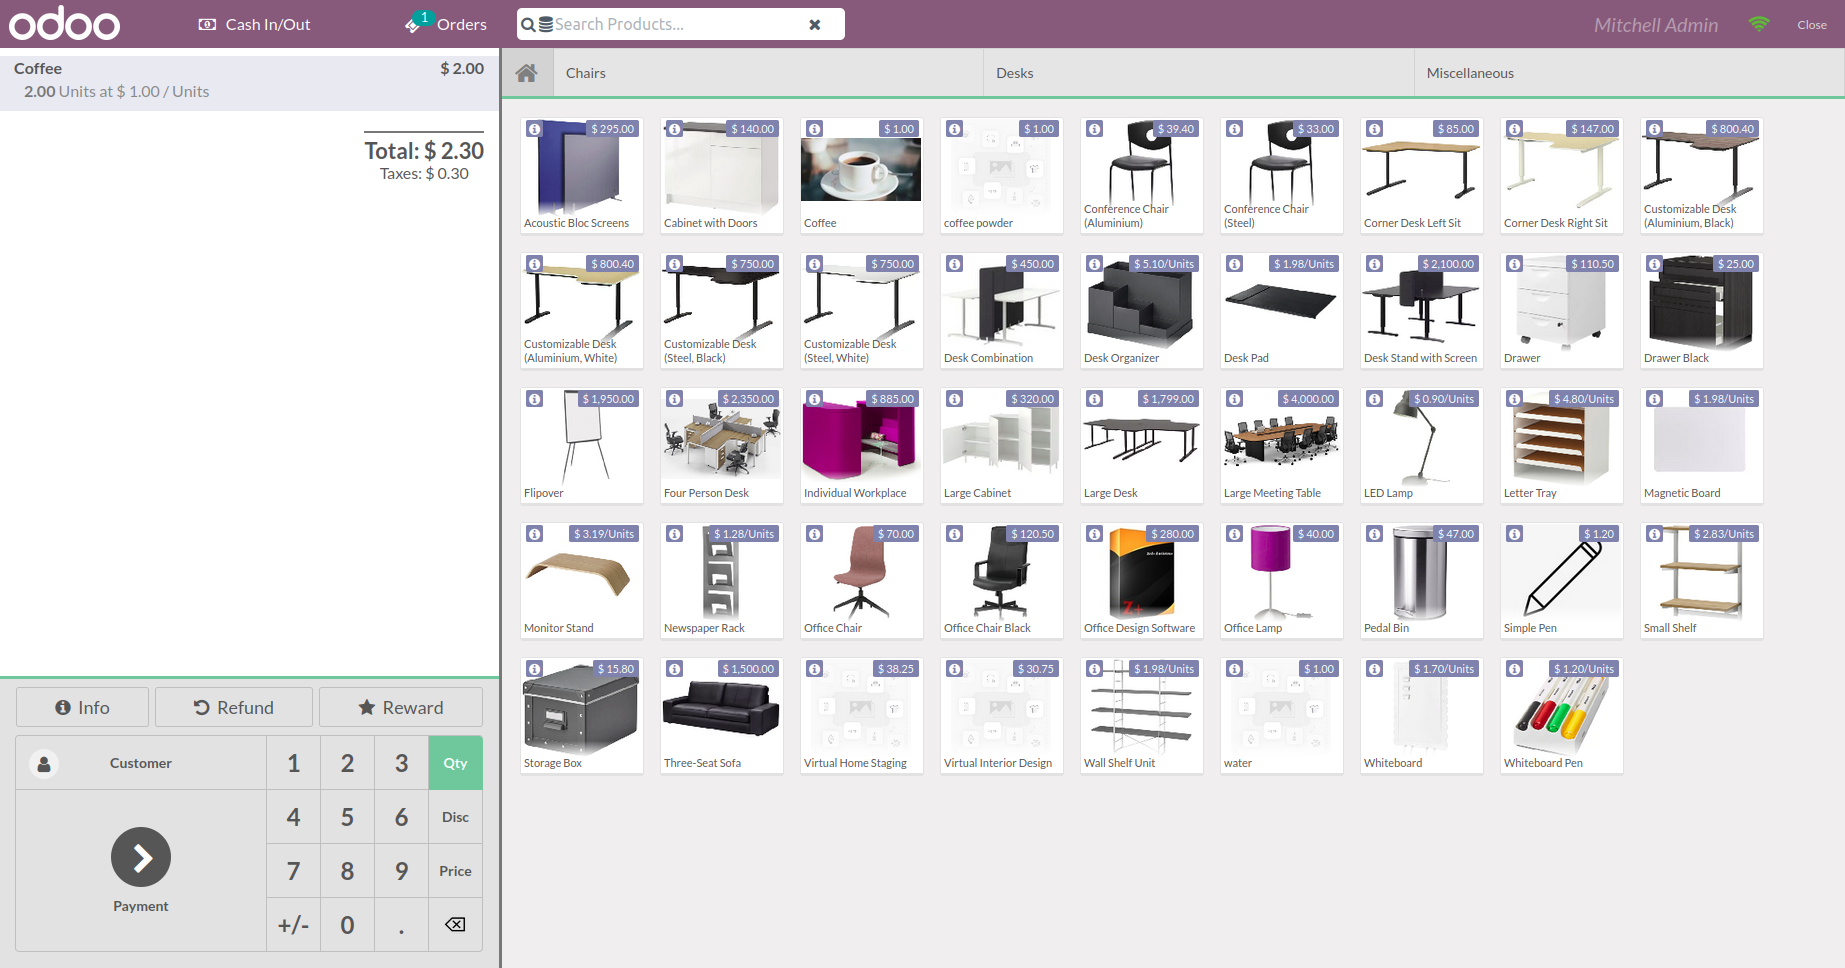 odoo
Cash In/Out
1
Orders
Search Products...
Mitchell Admin
Close
Coffee
$ 2.00
2.00 Units at $ 1.00 / Units
Total: $ 2.30
Taxes: $ 0.30
Info
Refund
Reward
Customer
1 2 3 Qty
4 5 6 Disc
7 8 9 Price
+/- 0 .
Payment
Chairs
Desks
Miscellaneous
$ 295.00
Acoustic Bloc Screens
$ 140.00
Cabinet with Doors
$ 1.00
Coffee
$ 1.00
coffee powder
$ 39.40
Conference Chair
(Aluminium)
$ 33.00
Conference Chair
(Steel)
$ 85.00
Corner Desk Left Sit
$ 147.00
Corner Desk Right Sit
$ 800.40
Customizable Desk
(Aluminium, Black)
$ 800.40
Customizable Desk
(Aluminium, White)
$ 750.00
Customizable Desk
(Steel, Black)
$ 750.00
Customizable Desk
(Steel, White)
$ 450.00
Desk Combination
$ 5.10/Units
Desk Organizer
$ 1.98/Units
Desk Pad
$ 2,100.00
Desk Stand with Screen
$ 110.50
Drawer
$ 25.00
Drawer Black
$ 1,950.00
Flipover
$ 2,350.00
Four Person Desk
$ 885.00
Individual Workplace
$ 320.00
Large Cabinet
$ 1,799.00
Large Desk
$ 4,000.00
Large Meeting Table
$ 0.90/Units
LED Lamp
$ 4.80/Units
Letter Tray
$ 1.98/Units
Magnetic Board
$ 3.19/Units
Monitor Stand
$ 1.28/Units
Newspaper Rack
$ 70.00
Office Chair
$ 120.50
Office Chair Black
$ 280.00
Z+
Office Design Software
$ 40.00
Office Lamp
$ 47.00
Pedal Bin
$ 1.20
Simple Pen
$ 2.83/Units
Small Shelf
$ 15.80
Storage Box
$ 1,500.00
Three-Seat Sofa
$ 38.25
Virtual Home Staging
$ 30.75
Virtual Interior Design
$ 1.98/Units
Wall Shelf Unit
$ 1.00
water
$ 1.70/Units
Whiteboard
$ 1.20/Units
Whiteboard Pen